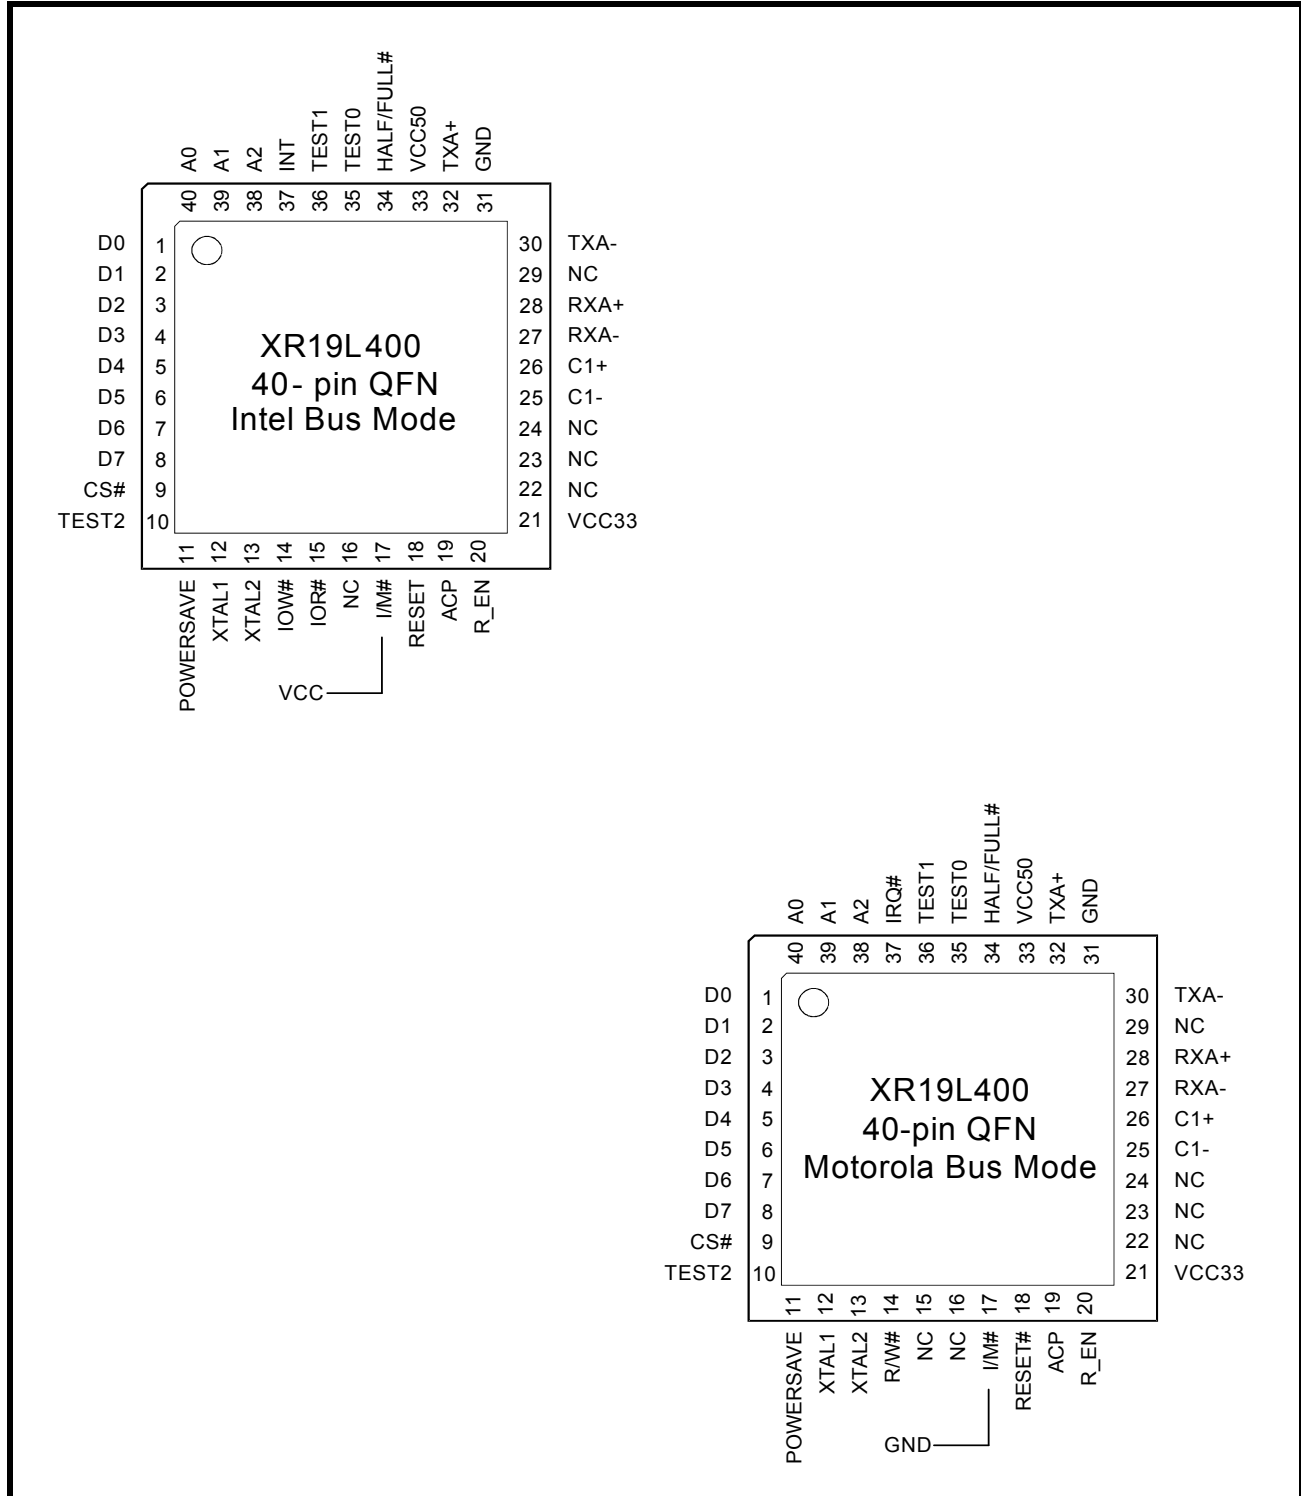 A0
A1
A2
INT
TEST1
TEST0
HALF/FULL#
VCC50
TXA+
GND
40
39
38
37
36
35
34
33
32
31
D0 1
D1 2
D2 3
D3 4
D4 5
D5 6
D6 7
D7 8
CS# 9
TEST2 10
XR19L400
40- pin QFN
Intel Bus Mode
30 TXA-
29 NC
28 RXA+
27 RXA-
26 C1+
25 C1-
24 NC
23 NC
22 NC
21 VCC33
11
12
13
14
15
16
17
18
19
20
POWERSAVE
XTAL1
XTAL2
IOW#
IOR#
NC
I/M#
RESET
ACP
R_EN
VCC
A0
A1
A2
IRQ#
TEST1
TEST0
HALF/FULL#
VCC50
TXA+
GND
40
39
38
37
36
35
34
33
32
31
D0 1
D1 2
D2 3
D3 4
D4 5
D5 6
D6 7
D7 8
CS# 9
TEST2 10
XR19L400
40-pin QFN
Motorola Bus Mode
30 TXA-
29 NC
28 RXA+
27 RXA-
26 C1+
25 C1-
24 NC
23 NC
22 NC
21 VCC33
11
12
13
14
15
16
17
18
19
20
POWERSAVE
XTAL1
XTAL2
R/W#
NC
NC
I/M#
RESET#
ACP
R_EN
GND